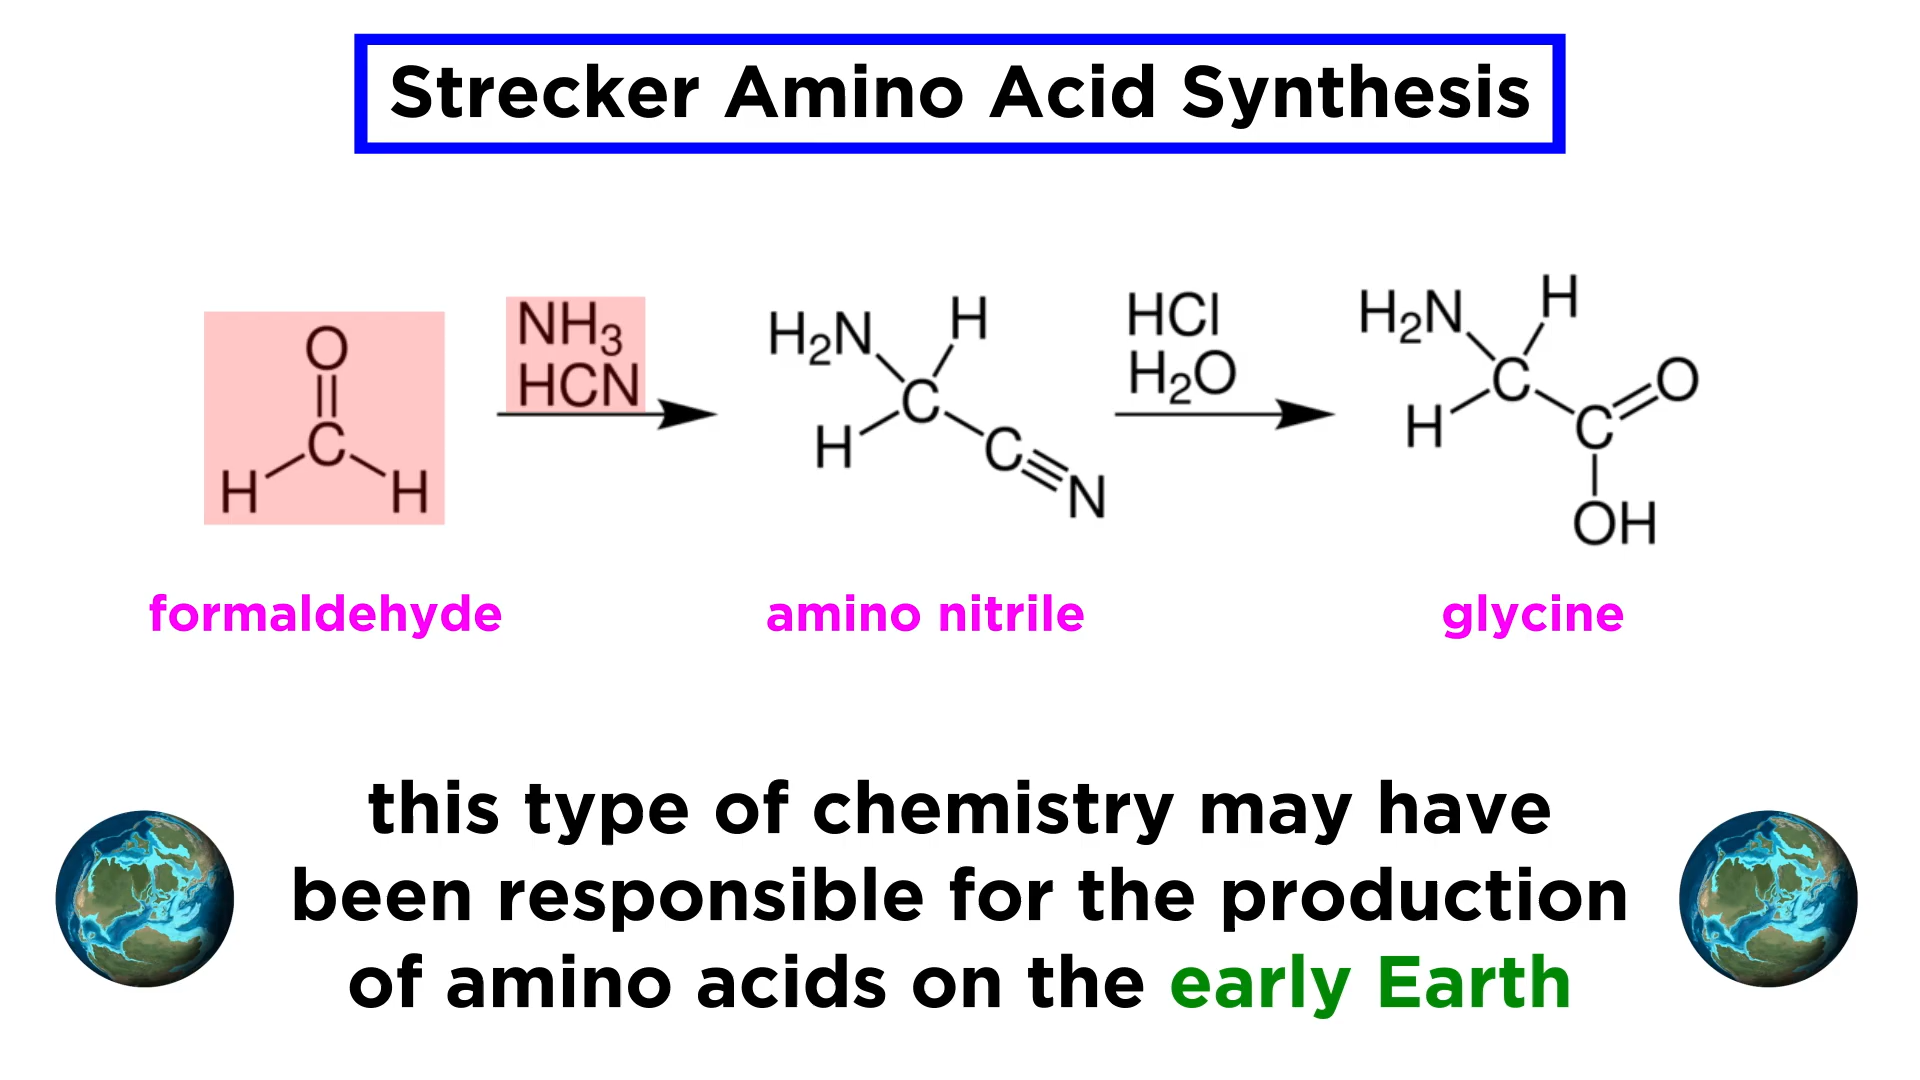 Strecker Amino Acid Synthesis
O
C
H H
NH₃
HCN
H₂N H
C
H
C
N
HCl
H₂O
H₂N H
C O
H C
OH
formaldehyde amino nitrile glycine
this type of chemistry may have
been responsible for the production
of amino acids on the early Earth